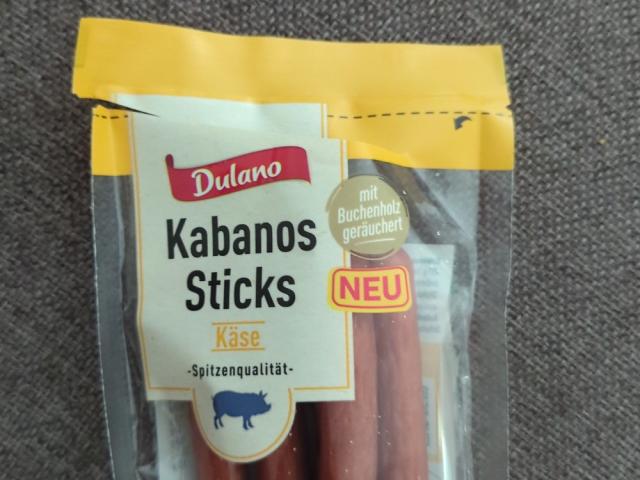 Dulano
Kabanos
Sticks
Käse
-Spitzenqualität-
mit
Buchenholz
geräuchert
NEU